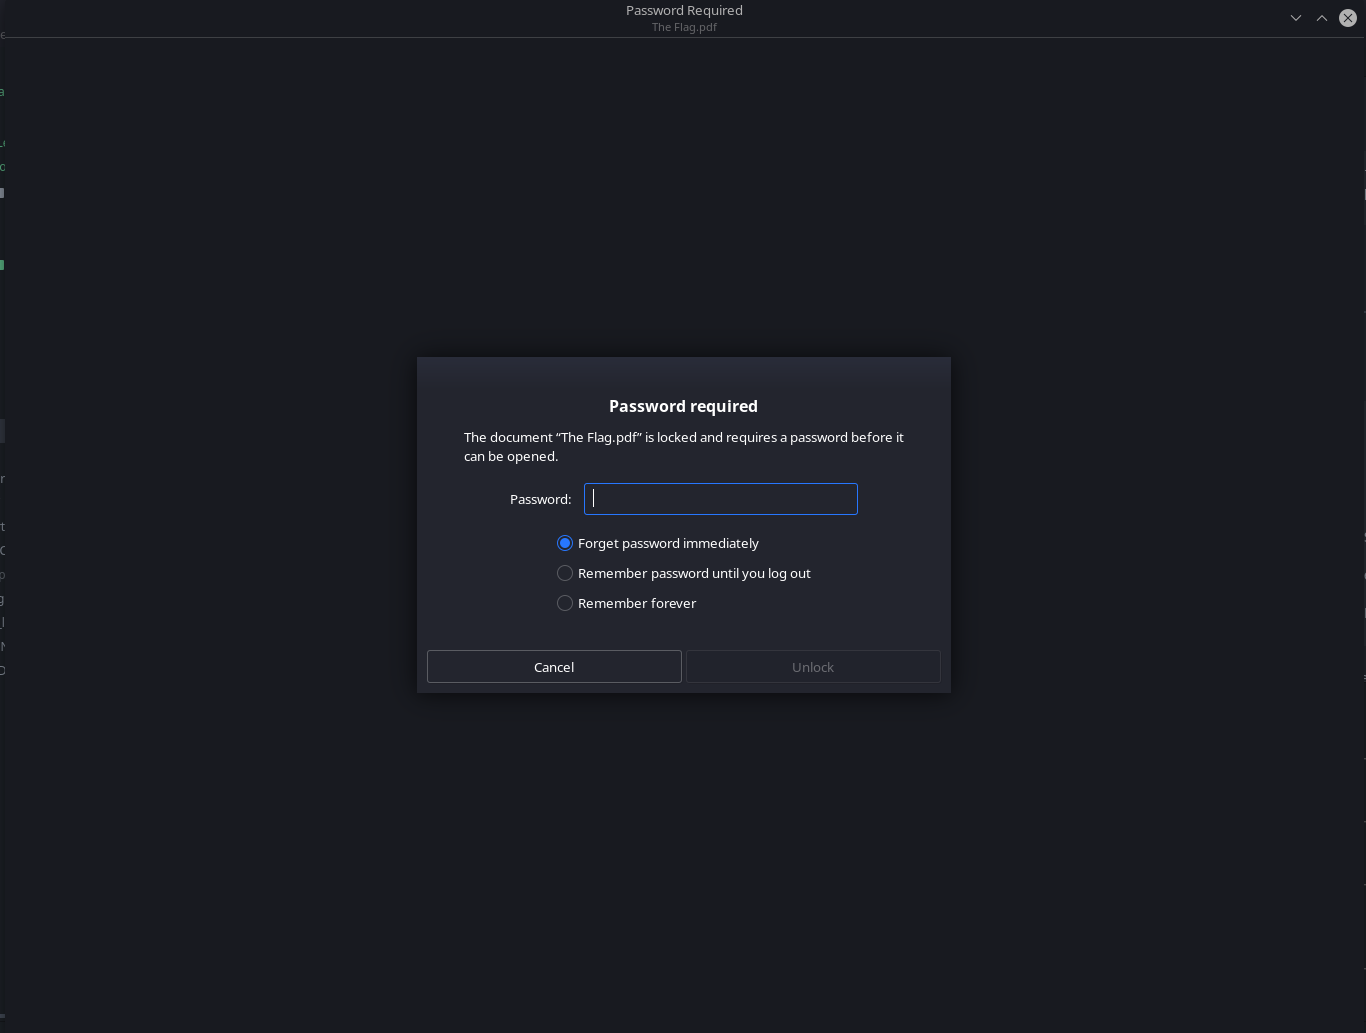 Password Required
The Flag.pdf
Password required
The document “The Flag.pdf” is locked and requires a password before it
can be opened.
Password:
Forget password immediately
Remember password until you log out
Remember forever
Cancel
Unlock